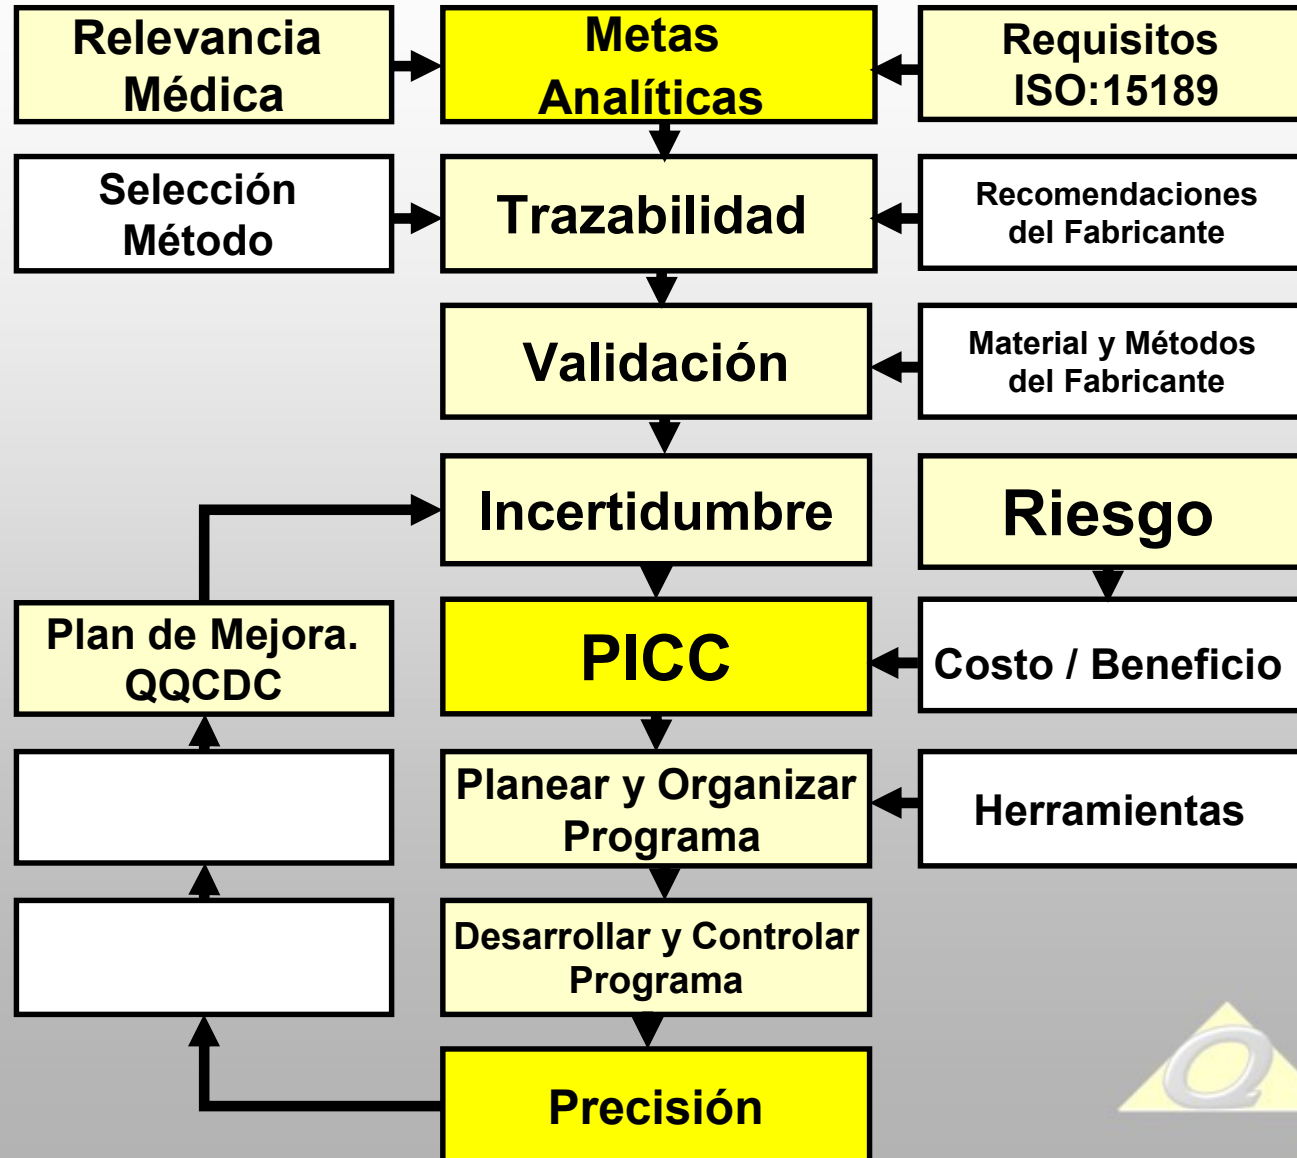 Relevancia
Médica
Metas
Analíticas
Requisitos
ISO:15189
Selección
Método
Trazabilidad
Recomendaciones
del Fabricante
Validación
Material y Métodos
del Fabricante
Incertidumbre
Riesgo
Plan de Mejora.
QQCDC
PICC
Costo / Beneficio
Planear y Organizar
Programa
Herramientas
Desarrollar y Controlar
Programa
Precisión
Q